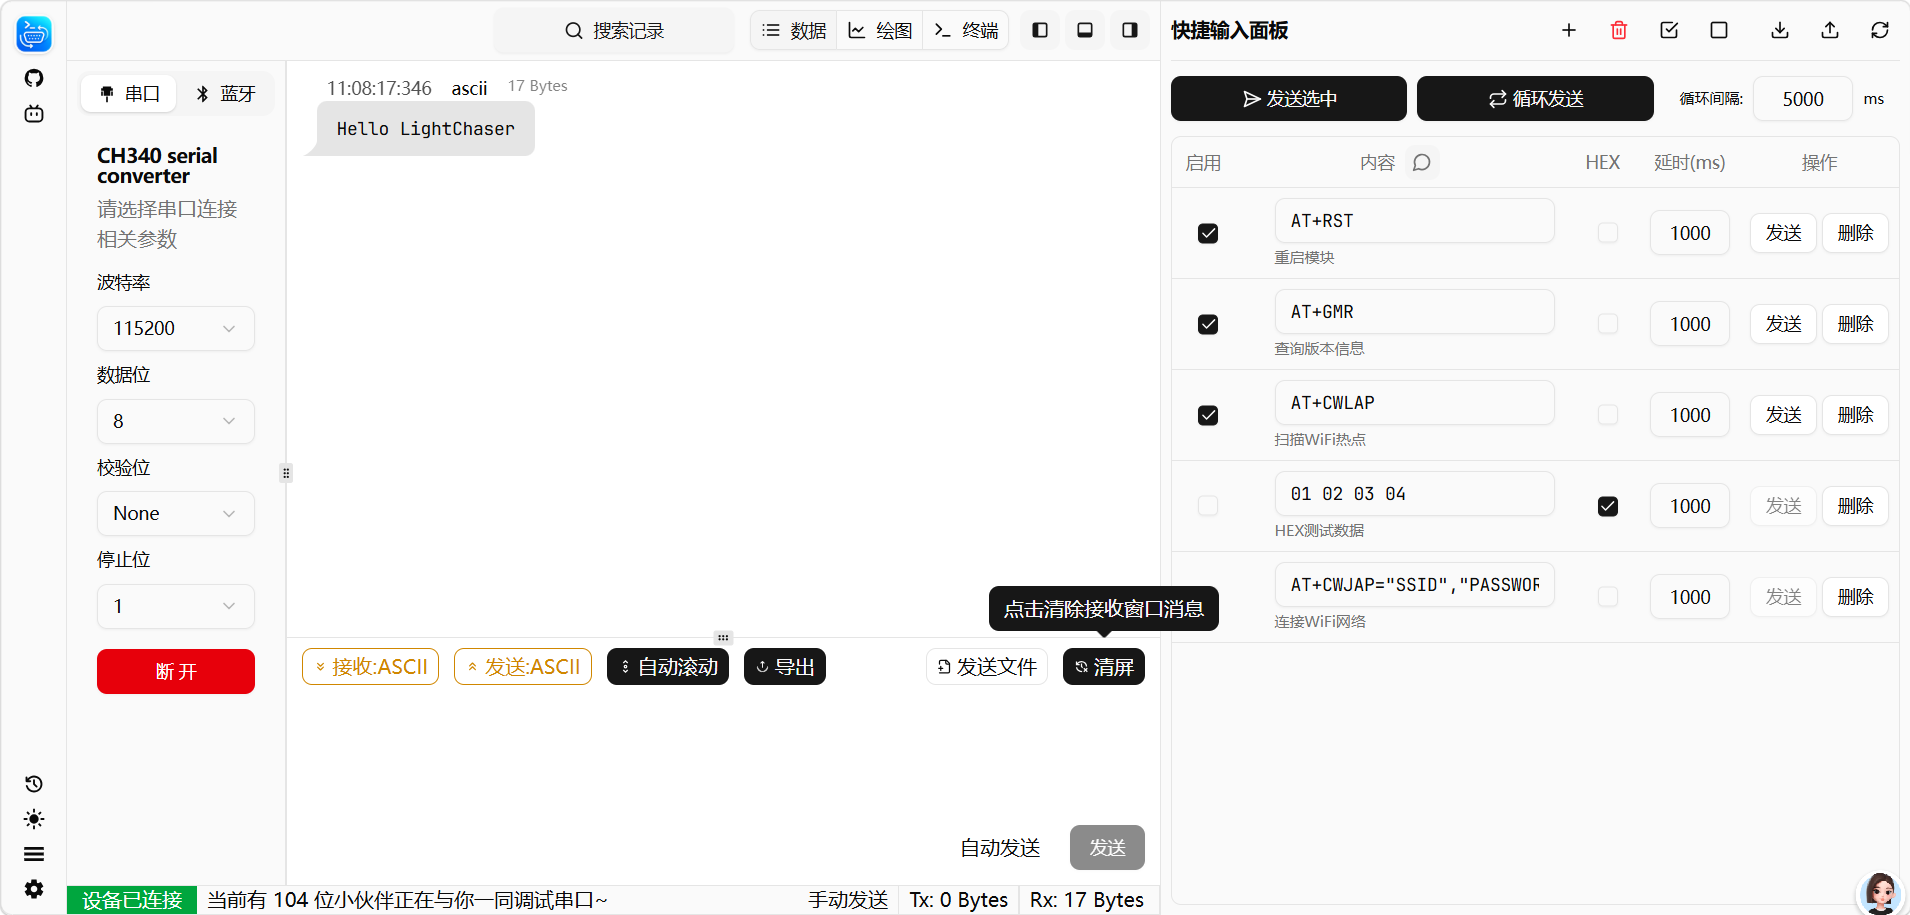 搜索记录
数据
绘图
终端
快捷输入面板
串口
蓝牙
CH340 serial
converter
请选择串口连接
相关参数
波特率
115200
数据位
8
校验位
None
停止位
1
断 开
11:08:17:346 ascii 17 Bytes
Hello LightChaser
点击清除接收窗口消息
接收:ASCII
发送:ASCII
自动滚动
导出
发送文件
清屏
自动发送
发送
设备已连接
当前有 104 位小伙伴正在与你一同调试串口~
手动发送
Tx: 0 Bytes
Rx: 17 Bytes
发送选中
循环发送
循环间隔:
5000
ms
启用 内容 HEX 延时(ms) 操作
AT+RST 1000 发送 删除
重启模块
AT+GMR 1000 发送 删除
查询版本信息
AT+CWLAP 1000 发送 删除
扫描WiFi热点
01 02 03 04 1000 发送 删除
HEX测试数据
AT+CWJAP="SSID","PASSWOR 1000 发送 删除
连接WiFi网络